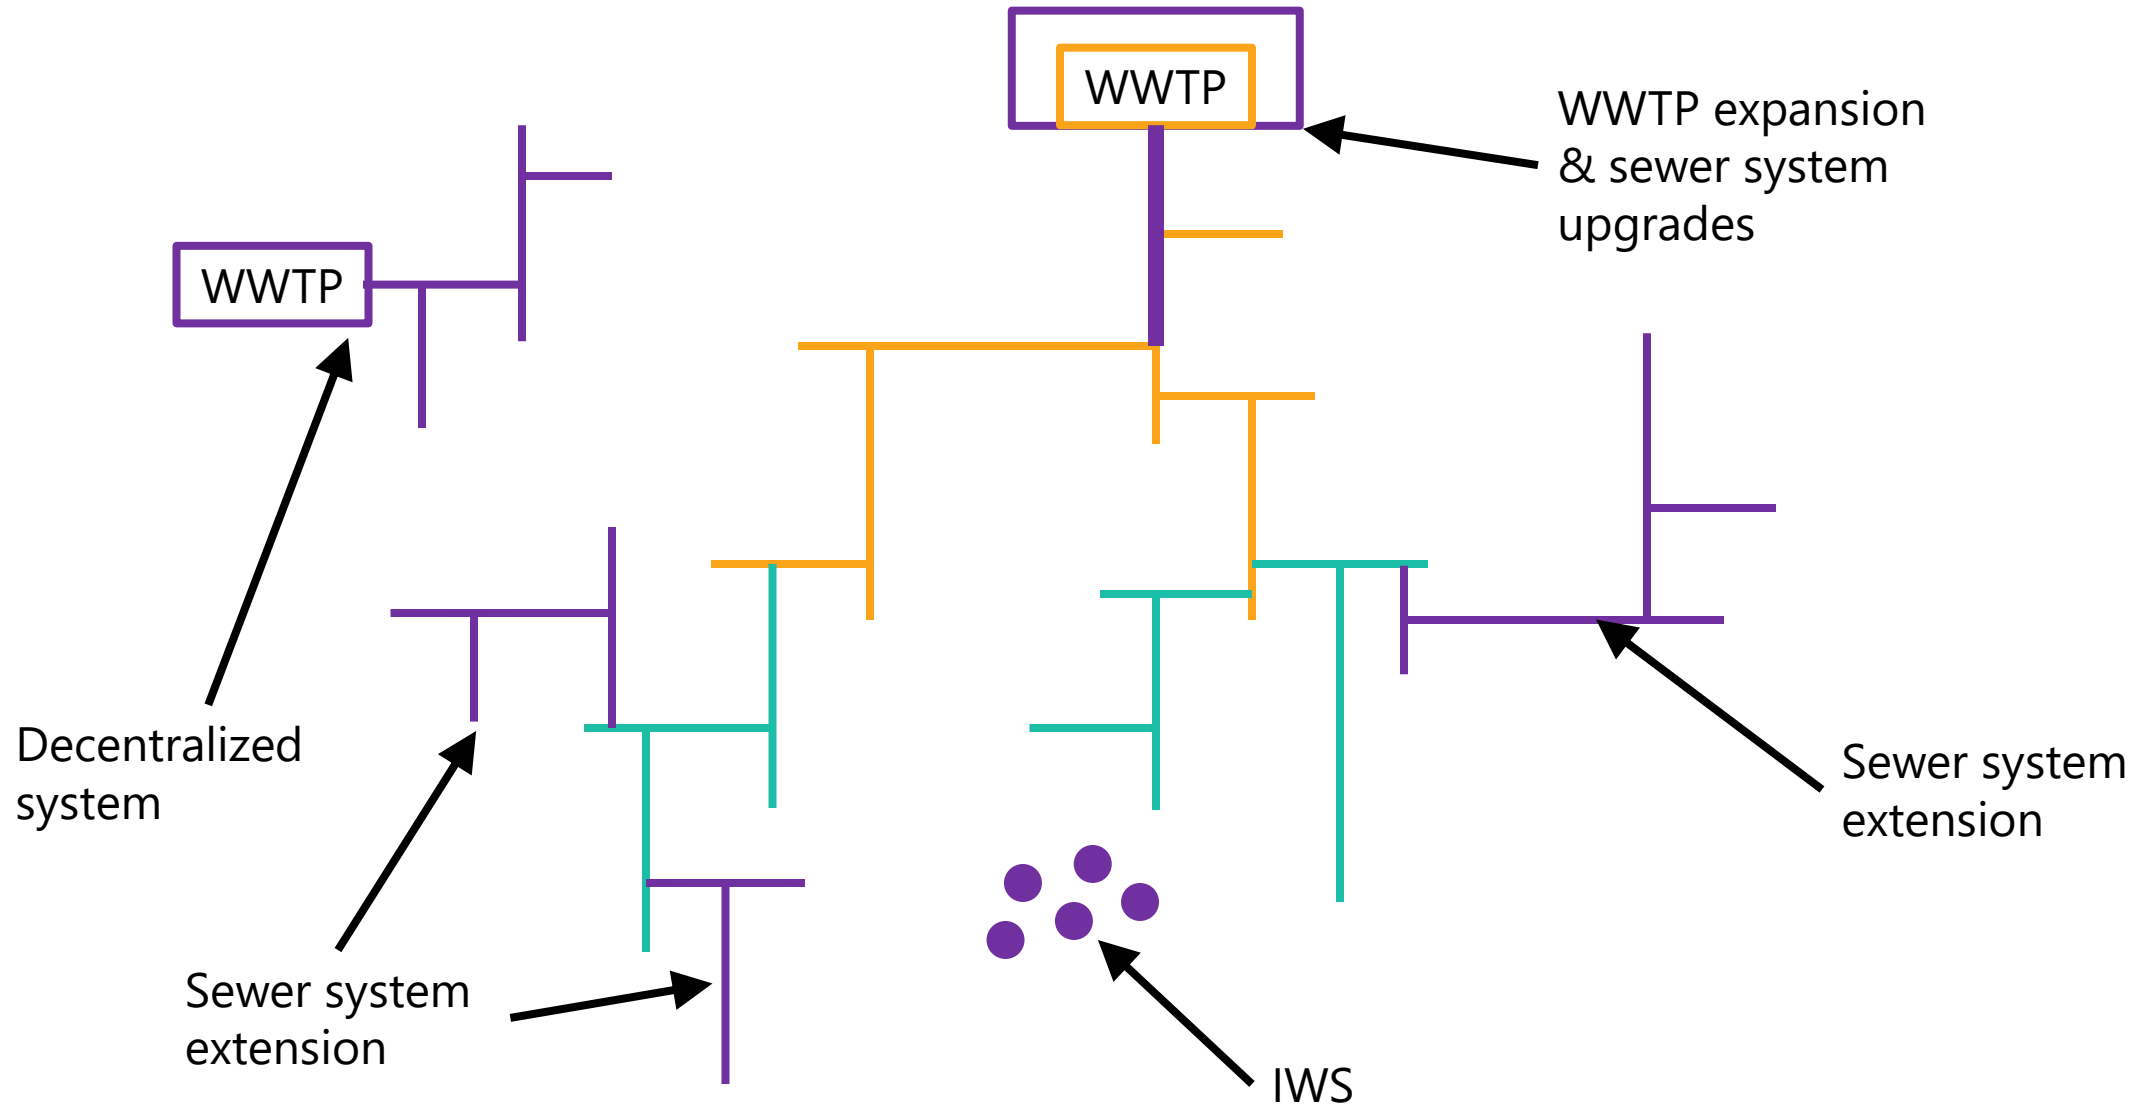 WWTP
WWTP expansion
& sewer system
upgrades
WWTP
Decentralized
system
Sewer system
extension
Sewer system
extension
IWS